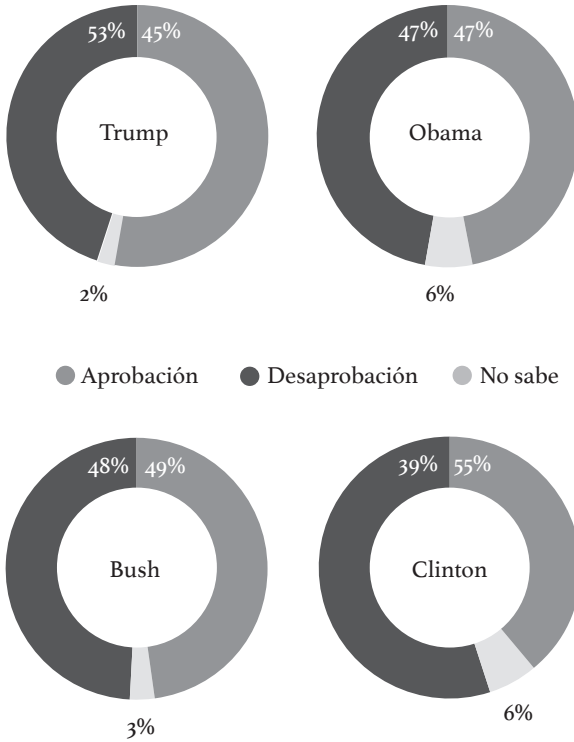 53% 45%
47% 47%
Trump
Obama
2%
6%
Aprobación
Desaprobación
No sabe
48% 49%
39% 55%
Bush
Clinton
3%
6%